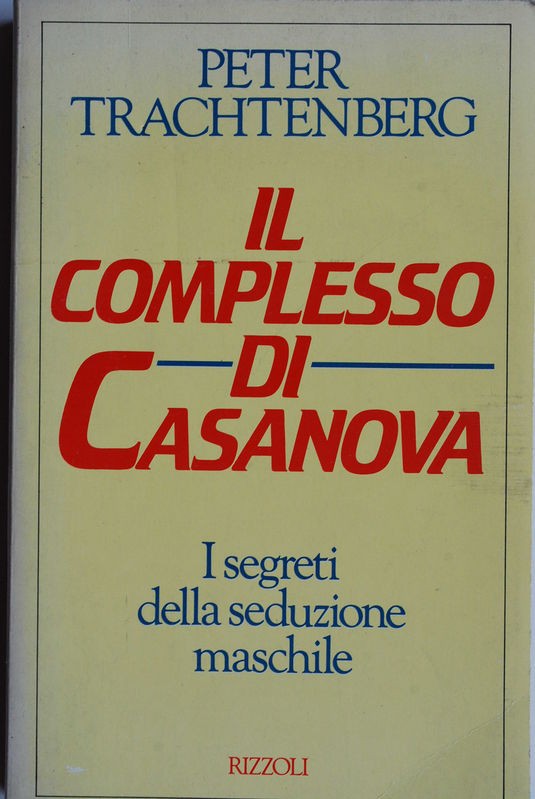 PETER
TRACHTENBERG
IL
COMPLESSO
DI
CASANOVA
I segreti
della seduzione
maschile
RIZZOLI